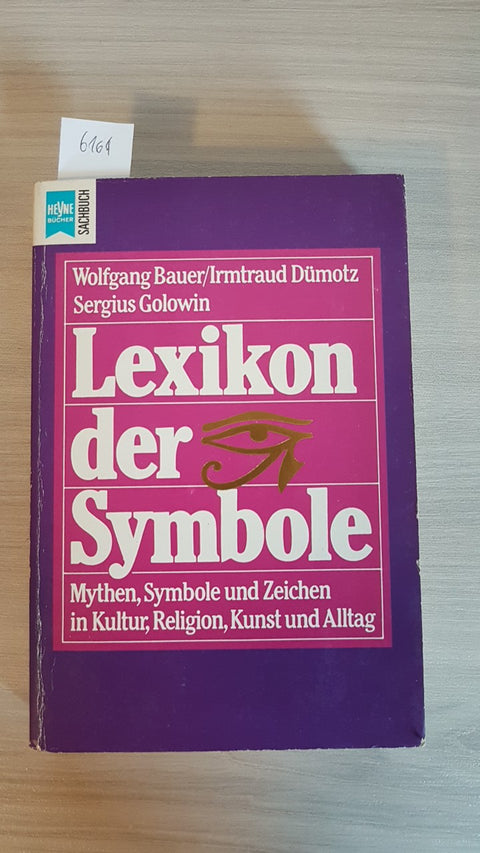 6164
HEYNE
BÜCHER
SACHBUCH
Wolfgang Bauer/Irmtraud Dümotz
Sergius Golowin
Lexikon
der
Symbole
Mythen, Symbole und Zeichen
in Kultur, Religion, Kunst und Alltag